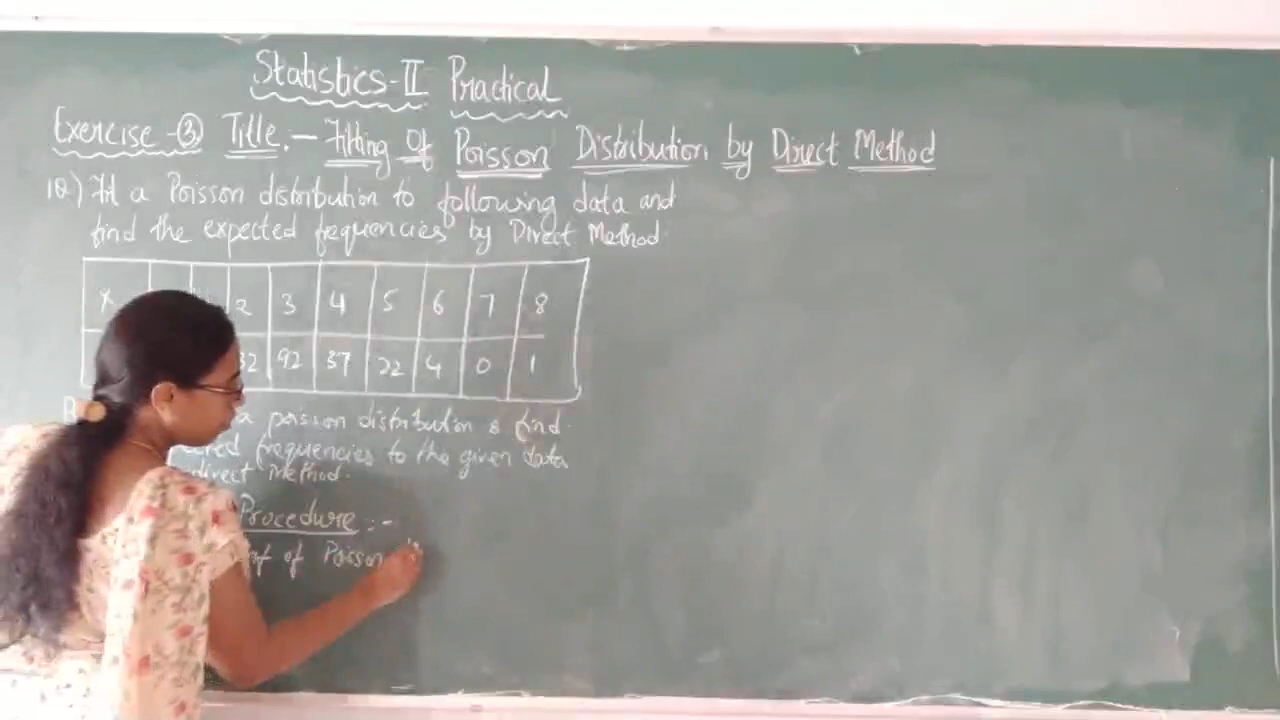 Statistics-II Practical
Exercise -③ Title:- Fitting Of Poisson Distribution by Direct Method
1Q) Fit a Poisson distribution to following data and
find the expected frequencies by Direct Method.
X 2 3 4 5 6 7 8
32 92 37 22 4 0 1
a poisson distribution & find
frequencies to the given data
direct Method.
Procedure:-
of Poisson